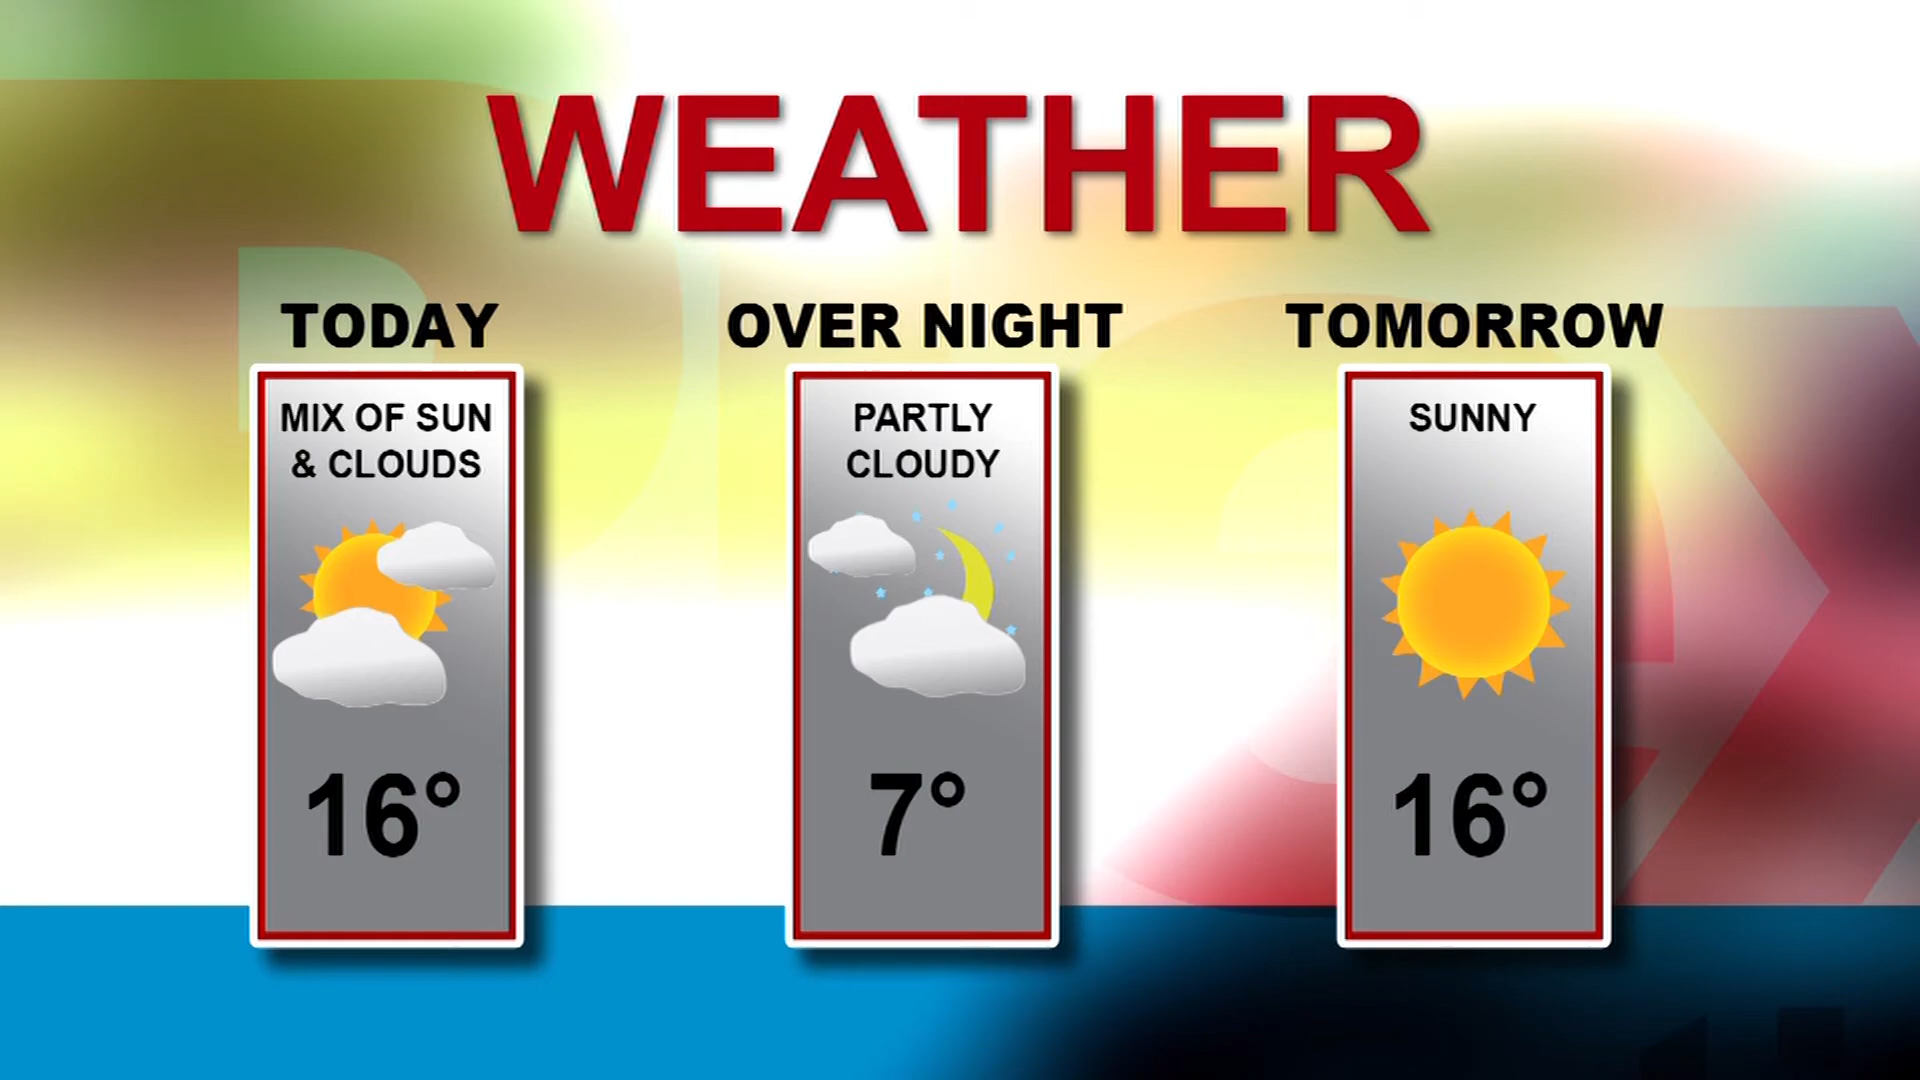 WEATHER
TODAY
MIX OF SUN
& CLOUDS
16°
OVER NIGHT
PARTLY
CLOUDY
7°
TOMORROW
SUNNY
16°